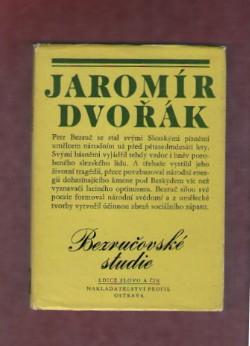 JAROMÍR
DVOŘÁK
Petr Bezruč se stal svými Slezskými písněmi
umělcem národním už před pětasedmdesáti lety.
Svými básněmi vyjádřil tehdy vzdor i hněv poro-
beného slezského lidu. A třebaže vystřídal jeho
životní tragédii, přece povzbuzoval národní ener-
gii dohasínajícího kmene pod Beskydem víc než
vyznavači laciného optimismu. Bezruč silou své
poezie formoval národní svědomí a z umělecké
tvorby vytvořil účinnou zbraň sociálního zápasu.
Bezručovské
studie
EDICE SLOVO A ČIN
NAKLADATELSTVÍ PROFIL
OSTRAVA